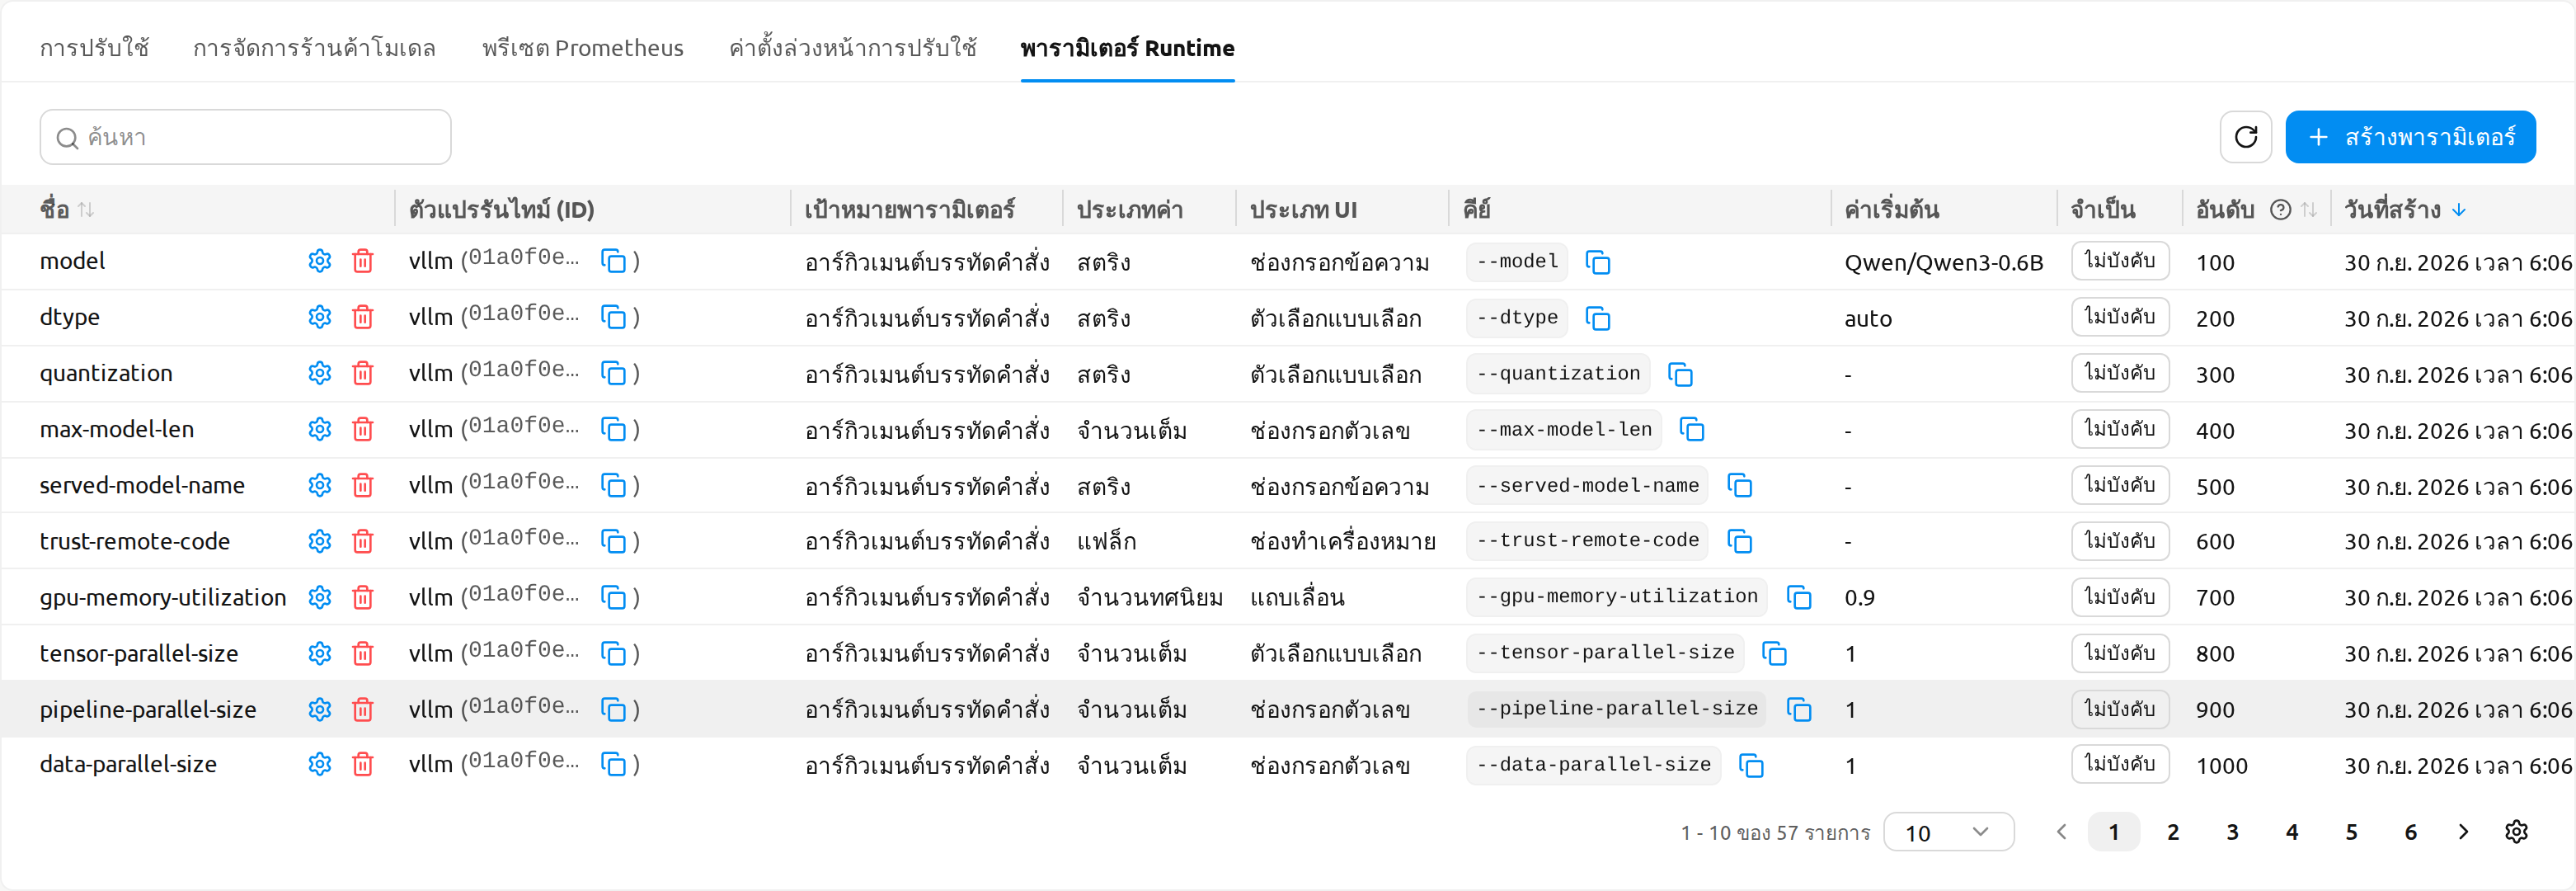 การปรับใช้ การจัดการร้านค้าโมเดล พรีเซต Prometheus ค่าตั้งล่วงหน้าการปรับใช้ พารามิเตอร์ Runtime
ค้นหา สร้างพารามิเตอร์
ชื่อ ตัวแปรรันไทม์ (ID) เป้าหมายพารามิเตอร์ ประเภทค่า ประเภท UI คีย์ ค่าเริ่มต้น จำเป็น อันดับ วันที่สร้าง
model vllm (01a0f0e… ) อาร์กิวเมนต์บรรทัดคำสั่ง สตริง ช่องกรอกข้อความ --model Qwen/Qwen3-0.6B ไม่บังคับ 100 30 ก.ย. 2026 เวลา 6:06
dtype vllm (01a0f0e… ) อาร์กิวเมนต์บรรทัดคำสั่ง สตริง ตัวเลือกแบบเลือก --dtype auto ไม่บังคับ 200 30 ก.ย. 2026 เวลา 6:06
quantization vllm (01a0f0e… ) อาร์กิวเมนต์บรรทัดคำสั่ง สตริง ตัวเลือกแบบเลือก --quantization - ไม่บังคับ 300 30 ก.ย. 2026 เวลา 6:06
max-model-len vllm (01a0f0e… ) อาร์กิวเมนต์บรรทัดคำสั่ง จำนวนเต็ม ช่องกรอกตัวเลข --max-model-len - ไม่บังคับ 400 30 ก.ย. 2026 เวลา 6:06
served-model-name vllm (01a0f0e… ) อาร์กิวเมนต์บรรทัดคำสั่ง สตริง ช่องกรอกข้อความ --served-model-name - ไม่บังคับ 500 30 ก.ย. 2026 เวลา 6:06
trust-remote-code vllm (01a0f0e… ) อาร์กิวเมนต์บรรทัดคำสั่ง แฟล็ก ช่องทำเครื่องหมาย --trust-remote-code - ไม่บังคับ 600 30 ก.ย. 2026 เวลา 6:06
gpu-memory-utilization vllm (01a0f0e… ) อาร์กิวเมนต์บรรทัดคำสั่ง จำนวนทศนิยม แถบเลื่อน --gpu-memory-utilization 0.9 ไม่บังคับ 700 30 ก.ย. 2026 เวลา 6:06
tensor-parallel-size vllm (01a0f0e… ) อาร์กิวเมนต์บรรทัดคำสั่ง จำนวนเต็ม ตัวเลือกแบบเลือก --tensor-parallel-size 1 ไม่บังคับ 800 30 ก.ย. 2026 เวลา 6:06
pipeline-parallel-size vllm (01a0f0e… ) อาร์กิวเมนต์บรรทัดคำสั่ง จำนวนเต็ม ช่องกรอกตัวเลข --pipeline-parallel-size 1 ไม่บังคับ 900 30 ก.ย. 2026 เวลา 6:06
data-parallel-size vllm (01a0f0e… ) อาร์กิวเมนต์บรรทัดคำสั่ง จำนวนเต็ม ช่องกรอกตัวเลข --data-parallel-size 1 ไม่บังคับ 1000 30 ก.ย. 2026 เวลา 6:06
1 - 10 ของ 57 รายการ 10 1 2 3 4 5 6